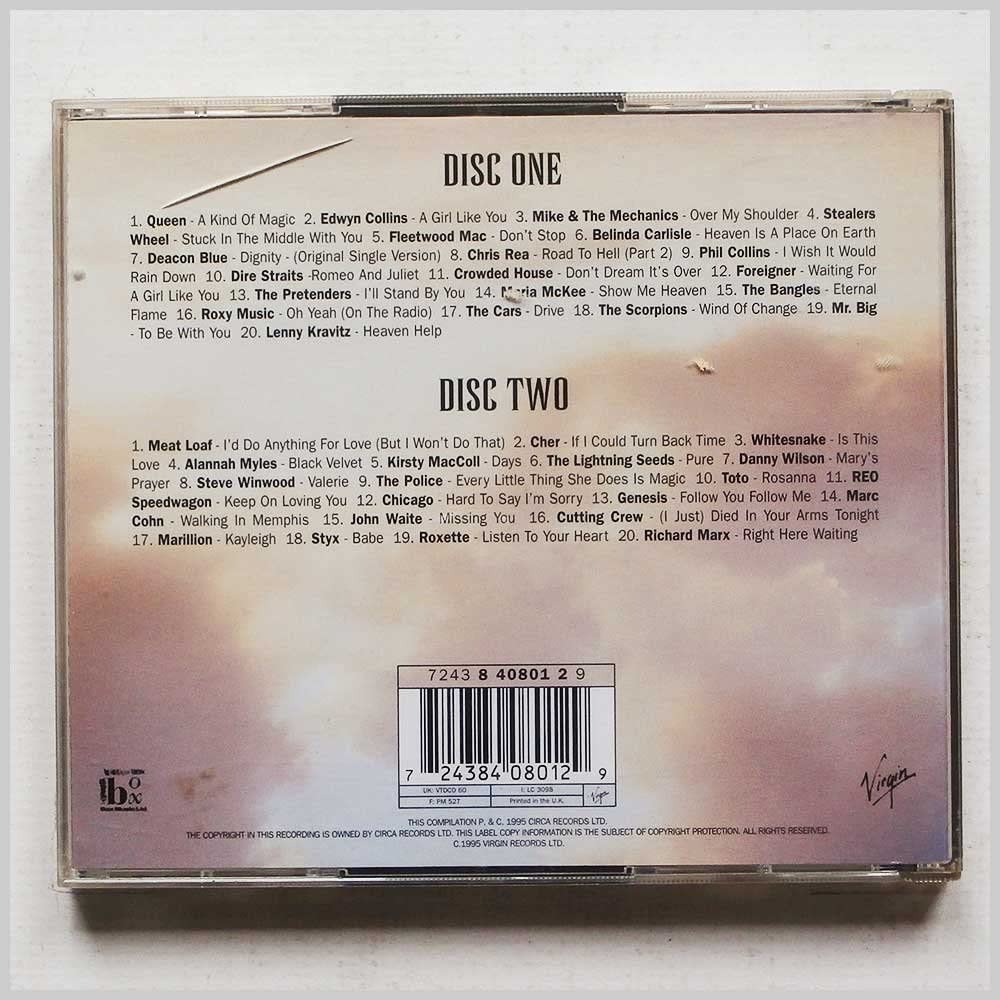 DISC ONE
1. Queen - A Kind Of Magic 2. Edwyn Collins - A Girl Like You 3. Mike & The Mechanics - Over My Shoulder 4. Stealers
Wheel - Stuck In The Middle With You 5. Fleetwood Mac - Don't Stop 6. Belinda Carlisle - Heaven Is A Place On Earth
7. Deacon Blue - Dignity - (Original Single Version) 8. Chris Rea - Road To Hell (Part 2) 9. Phil Collins - I Wish It Would
Rain Down 10. Dire Straits -Romeo And Juliet 11. Crowded House - Don't Dream It's Over 12. Foreigner - Waiting For
A Girl Like You 13. The Pretenders - I'll Stand By You 14. Maria McKee - Show Me Heaven 15. The Bangles - Eternal
Flame 16. Roxy Music - Oh Yeah (On The Radio) 17. The Cars - Drive 18. The Scorpions - Wind Of Change 19. Mr. Big
- To Be With You 20. Lenny Kravitz - Heaven Help
DISC TWO
1. Meat Loaf - I'd Do Anything For Love (But I Won't Do That) 2. Cher - If I Could Turn Back Time 3. Whitesnake - Is This
Love 4. Alannah Myles - Black Velvet 5. Kirsty MacColl - Days 6. The Lightning Seeds - Pure 7. Danny Wilson - Mary's
Prayer 8. Steve Winwood - Valerie 9. The Police - Every Little Thing She Does Is Magic 10. Toto - Rosanna 11. REO
Speedwagon - Keep On Loving You 12. Chicago - Hard To Say I'm Sorry 13. Genesis - Follow You Follow Me 14. Marc
Cohn - Walking In Memphis 15. John Waite - Missing You 16. Cutting Crew - (I Just) Died In Your Arms Tonight
17. Marillion - Kayleigh 18. Styx - Babe 19. Roxette - Listen To Your Heart 20. Richard Marx - Right Here Waiting
7243 8 40801 2 9
7 24384 08012 9
UK: VTDCD 60 I: LC 3098
F: PM 527 Printed in the U.K. Virgin
box
Virgin
THIS COMPILATION P. & C. 1995 CIRCA RECORDS LTD.
THE COPYRIGHT IN THIS RECORDING IS OWNED BY CIRCA RECORDS LTD. THIS LABEL COPY INFORMATION IS THE SUBJECT OF COPYRIGHT PROTECTION. ALL RIGHTS RESERVED.
C.1995 VIRGIN RECORDS LTD.